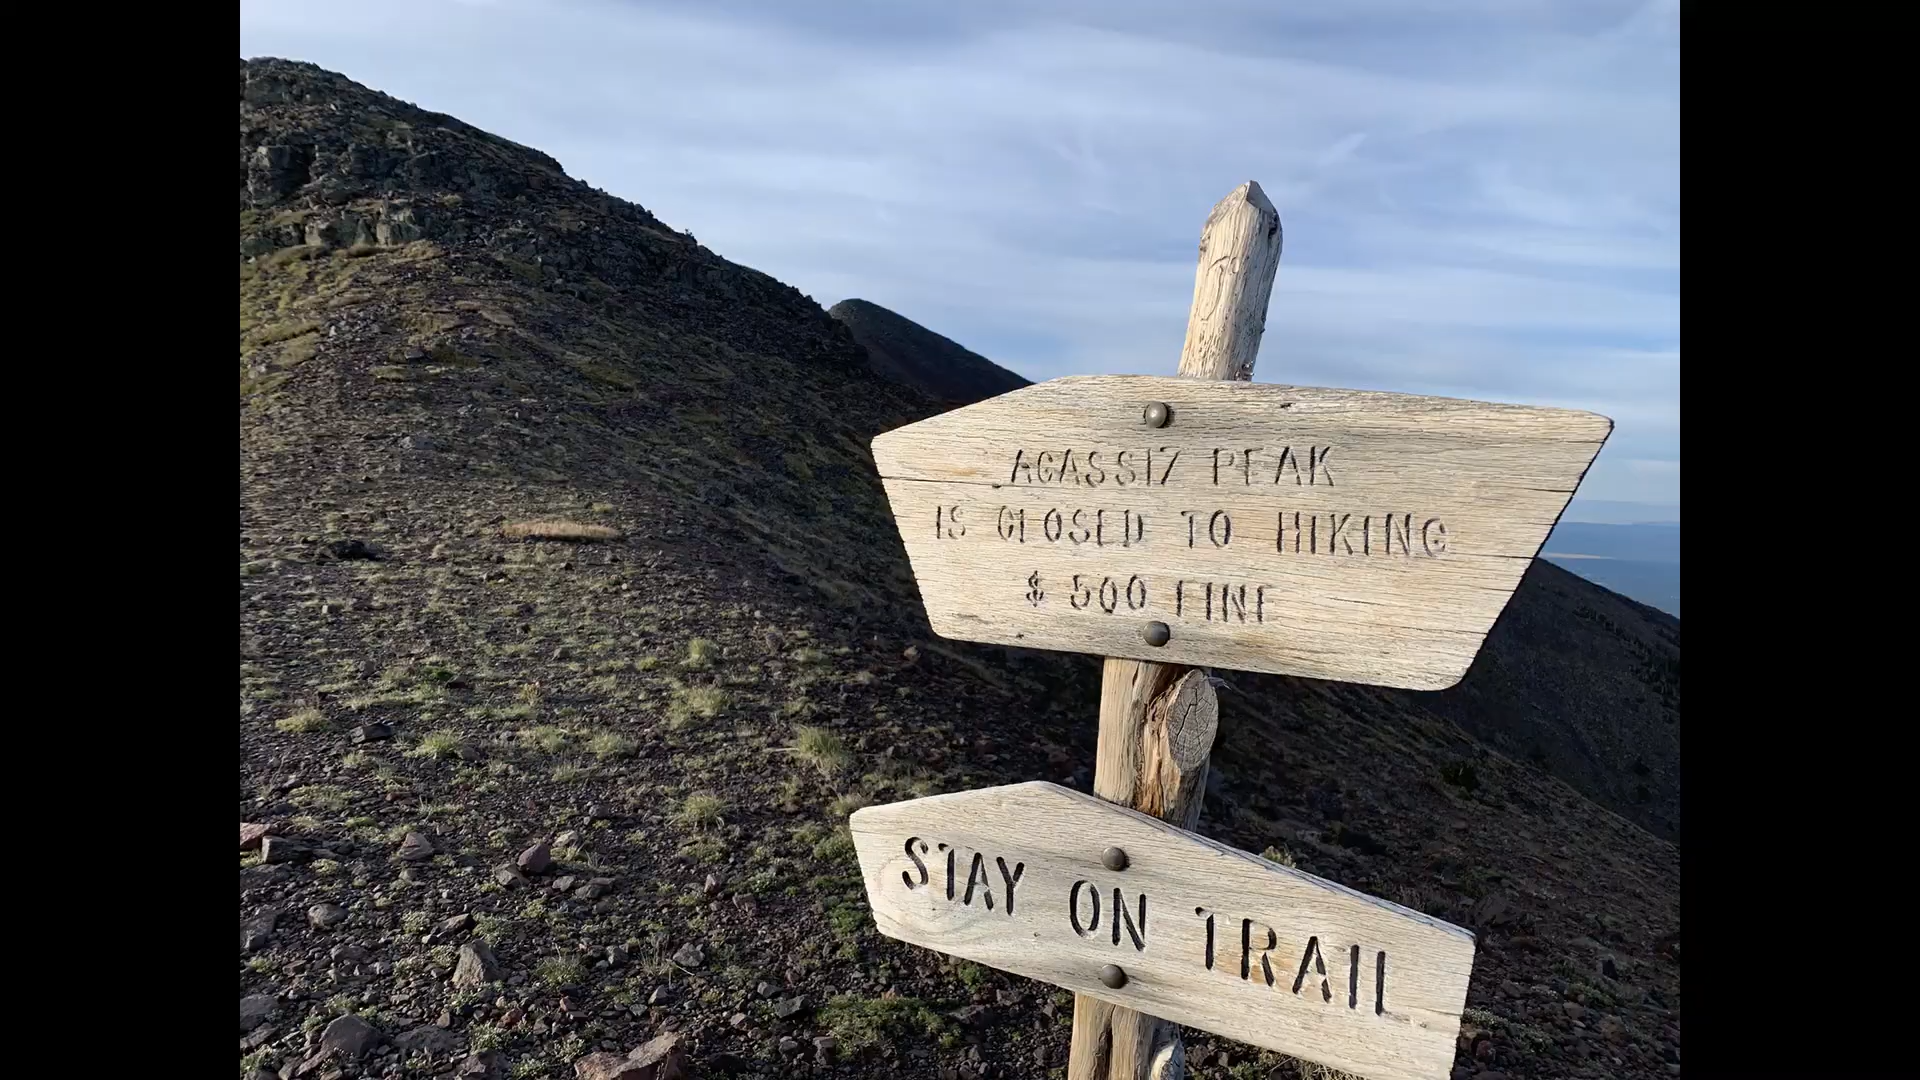 AGASSIZ PEAK
IS CLOSED TO HIKING
$ 500 FINE
STAY ON TRAIL